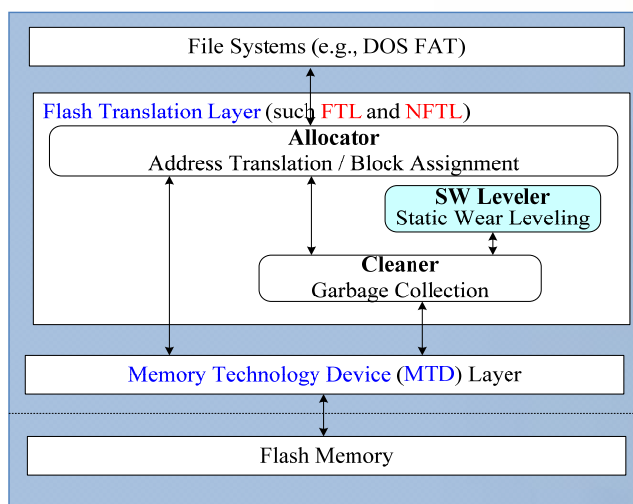 File Systems (e.g., DOS FAT)
Flash Translation Layer (such FTL and NFTL)
Allocator
Address Translation / Block Assignment
SW Leveler
Static Wear Leveling
Cleaner
Garbage Collection
Memory Technology Device (MTD) Layer
Flash Memory